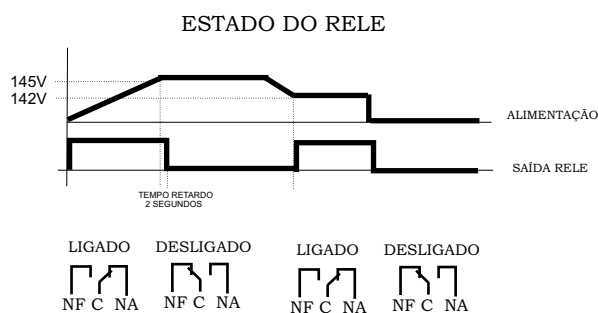 ESTADO DO RELE
145V
142V
ALIMENTAÇÃO
SAÍDA RELE
TEMPO RETARDO
2 SEGUNDOS
LIGADO DESLIGADO LIGADO DESLIGADO
NF C NA NF C NA NF C NA NF C NA